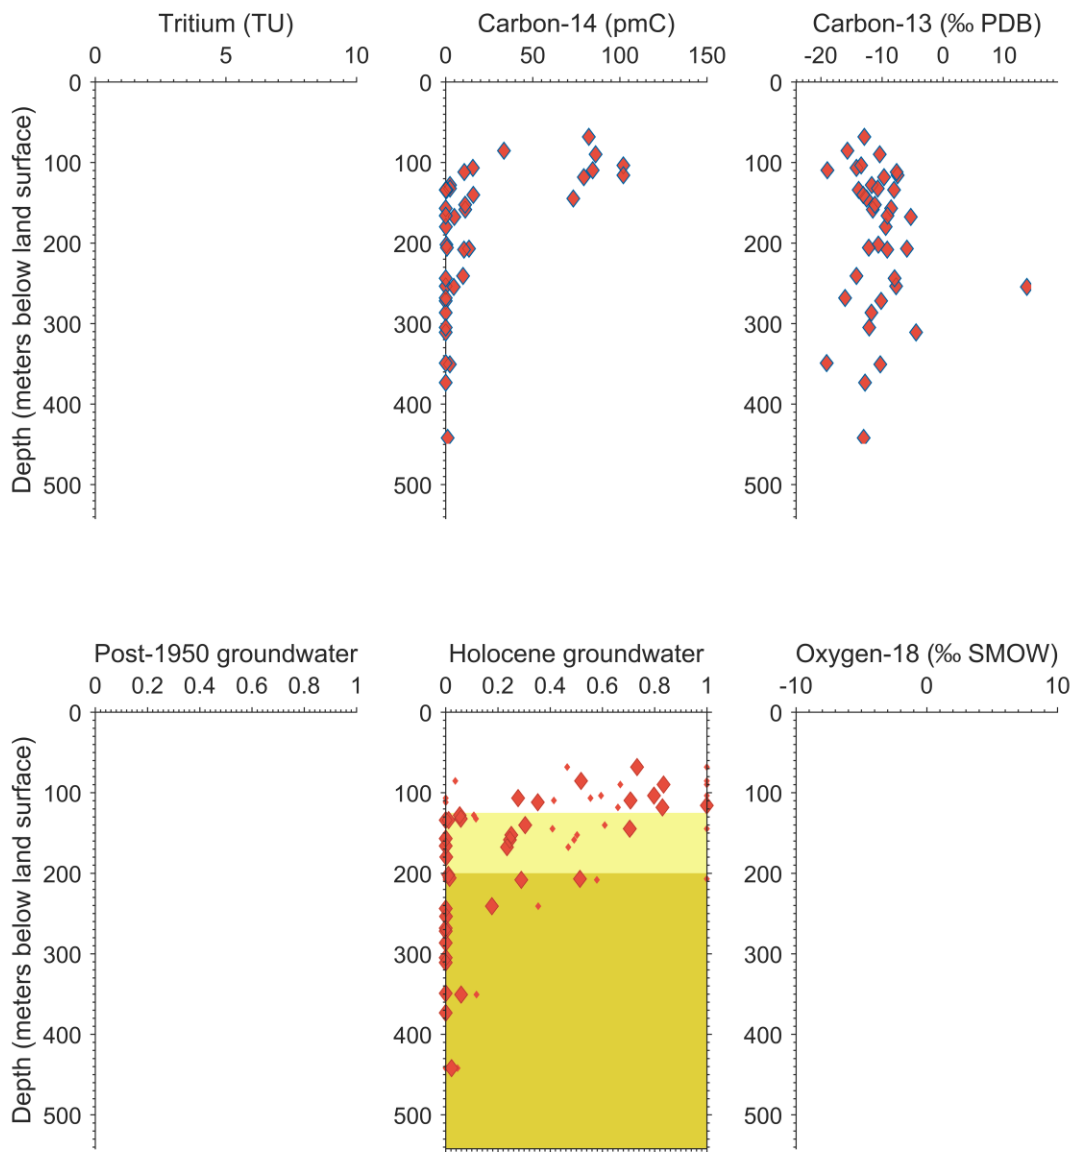 Tritium (TU) Carbon-14 (pmC) Carbon-13 (‰ PDB)
0 5 10 0 50 100 150 -20 -10 0
0 0 0
100 100 100
200 200 200
300 300 300
400 400 400
500 500 500
Depth (meters below land surface)
Post-1950 groundwater Holocene groundwater Oxygen-18 (‰ SMOW)
0 0.2 0.4 0.6 0.8 1 0 0.2 0.4 0.6 0.8 1 -10 0 10
0 0 0
100 100 100
200 200 200
300 300 300
400 400 400
500 500 500
Depth (meters below land surface)